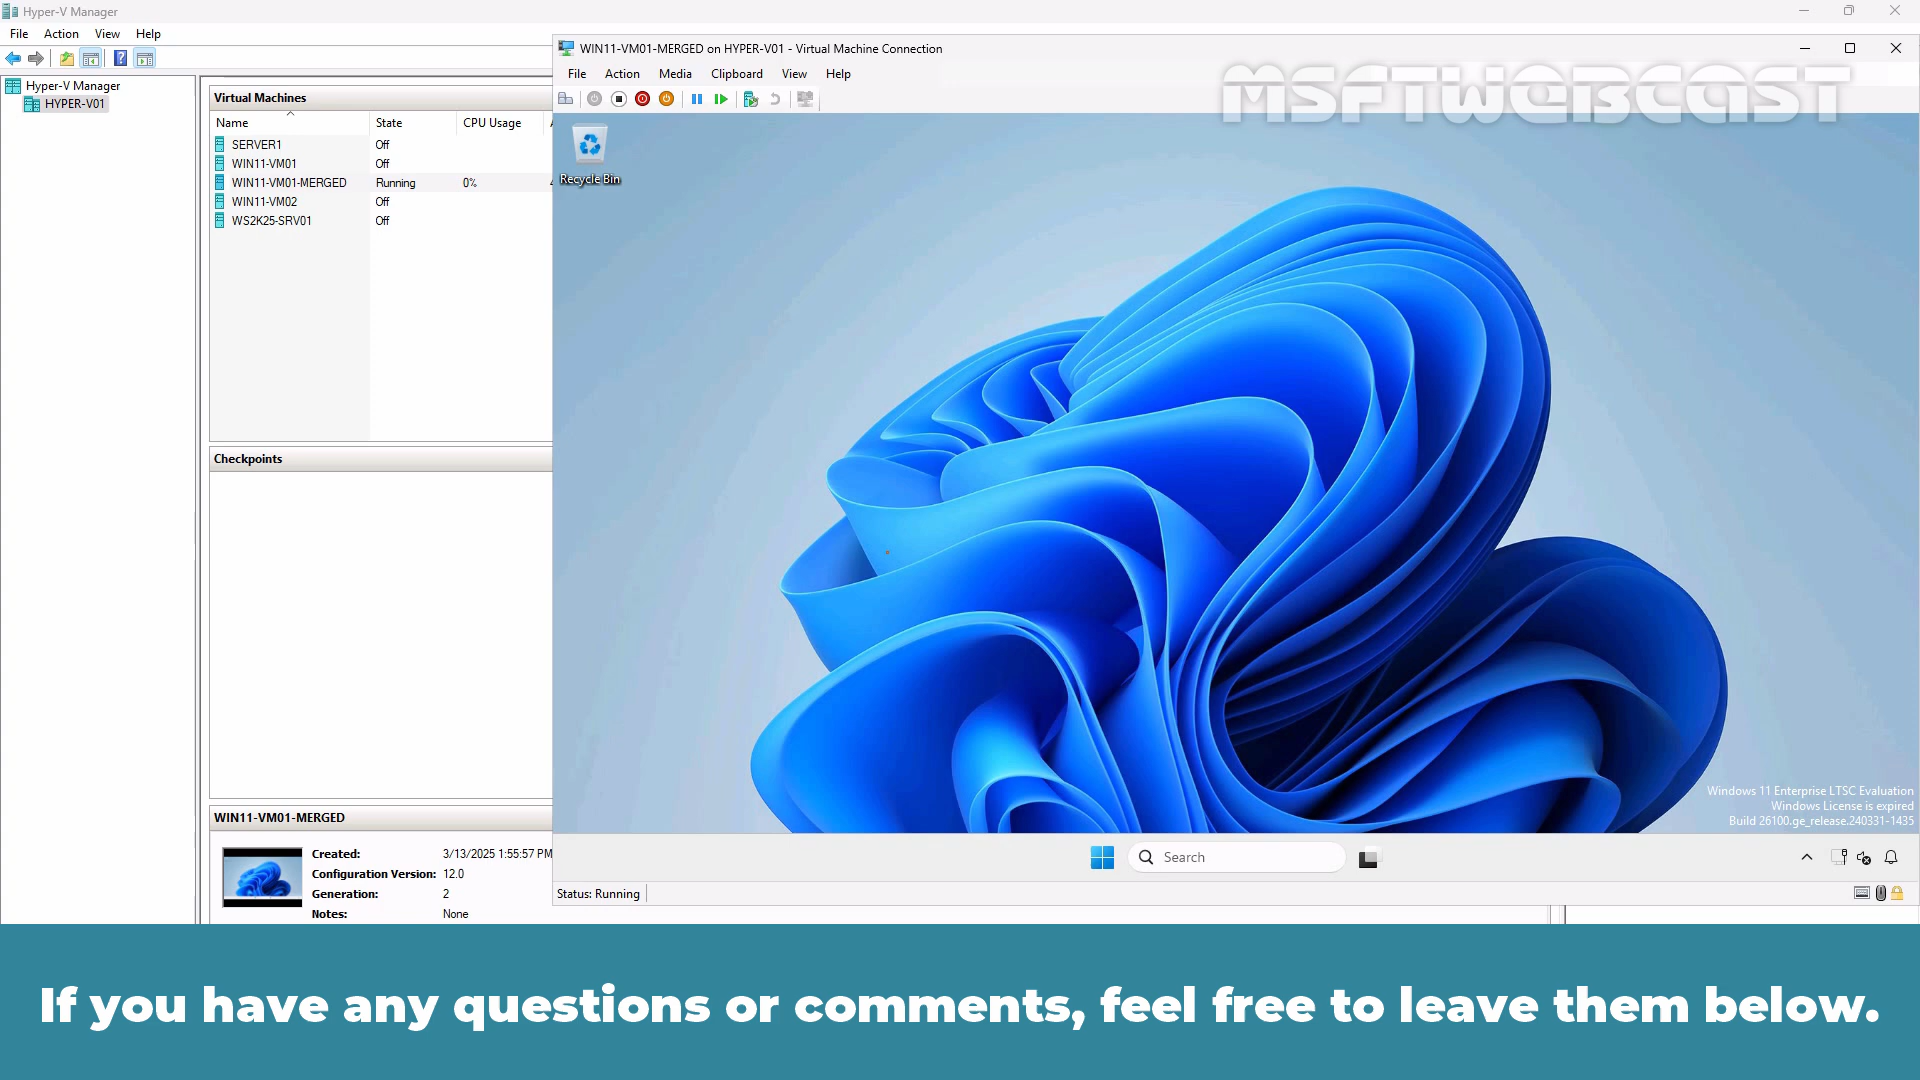 Hyper-V Manager
File Action View Help
Hyper-V Manager
HYPER-V01
Virtual Machines
Name State CPU Usage
SERVER1 Off
WIN11-VM01 Off
WIN11-VM01-MERGED Running 0%
WIN11-VM02 Off
WS2K25-SRV01 Off
Checkpoints
WIN11-VM01-MERGED
Created: 3/13/2025 1:55:57 PM
Configuration Version: 12.0
Generation: 2
Notes: None
WIN11-VM01-MERGED on HYPER-V01 - Virtual Machine Connection
File Action Media Clipboard View Help
MSFTWEBCAST
Recycle Bin
Windows 11 Enterprise LTSC Evaluation
Windows License is expired
Build 26100.ge_release.240331-1435
Search
Status: Running
If you have any questions or comments, feel free to leave them below.